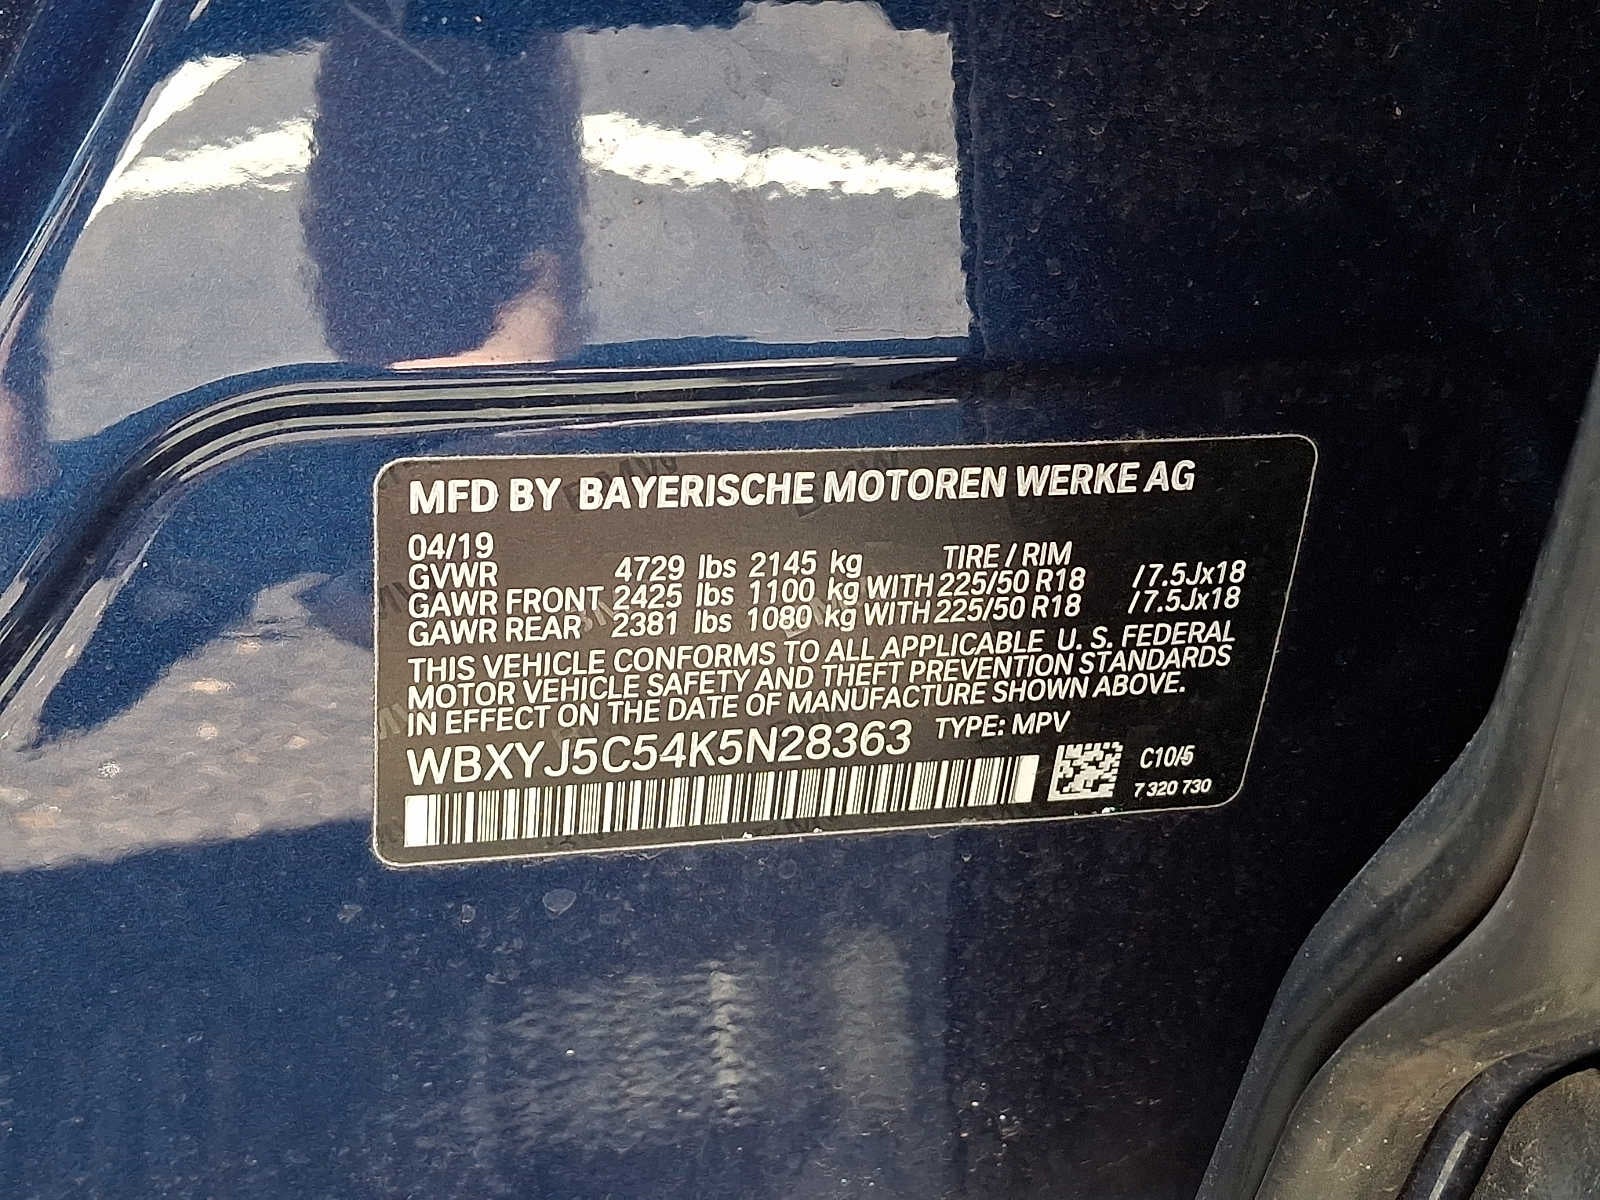 MFD BY BAYERISCHE MOTOREN WERKE AG
04/19 TIRE / RIM
GVWR 4729 lbs 2145 kg
GAWR FRONT 2425 lbs 1100 kg WITH 225/50 R18 /7.5Jx18
GAWR REAR 2381 lbs 1080 kg WITH 225/50 R18 /7.5Jx18
THIS VEHICLE CONFORMS TO ALL APPLICABLE U. S. FEDERAL
MOTOR VEHICLE SAFETY AND THEFT PREVENTION STANDARDS
IN EFFECT ON THE DATE OF MANUFACTURE SHOWN ABOVE.
WBXYJ5C54K5N28363 TYPE: MPV
C10/5
7 320 730